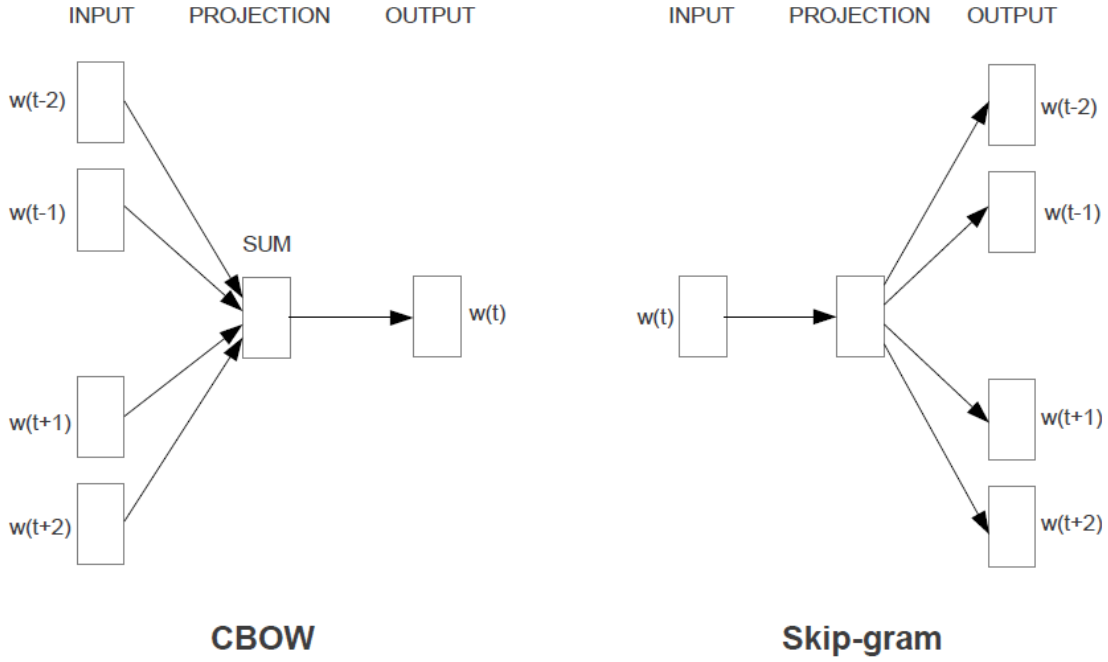 INPUT PROJECTION OUTPUT
w(t-2)
w(t-1)
SUM
w(t)
w(t+1)
w(t+2)
CBOW
INPUT PROJECTION OUTPUT
w(t-2)
w(t-1)
w(t)
w(t+1)
w(t+2)
Skip-gram